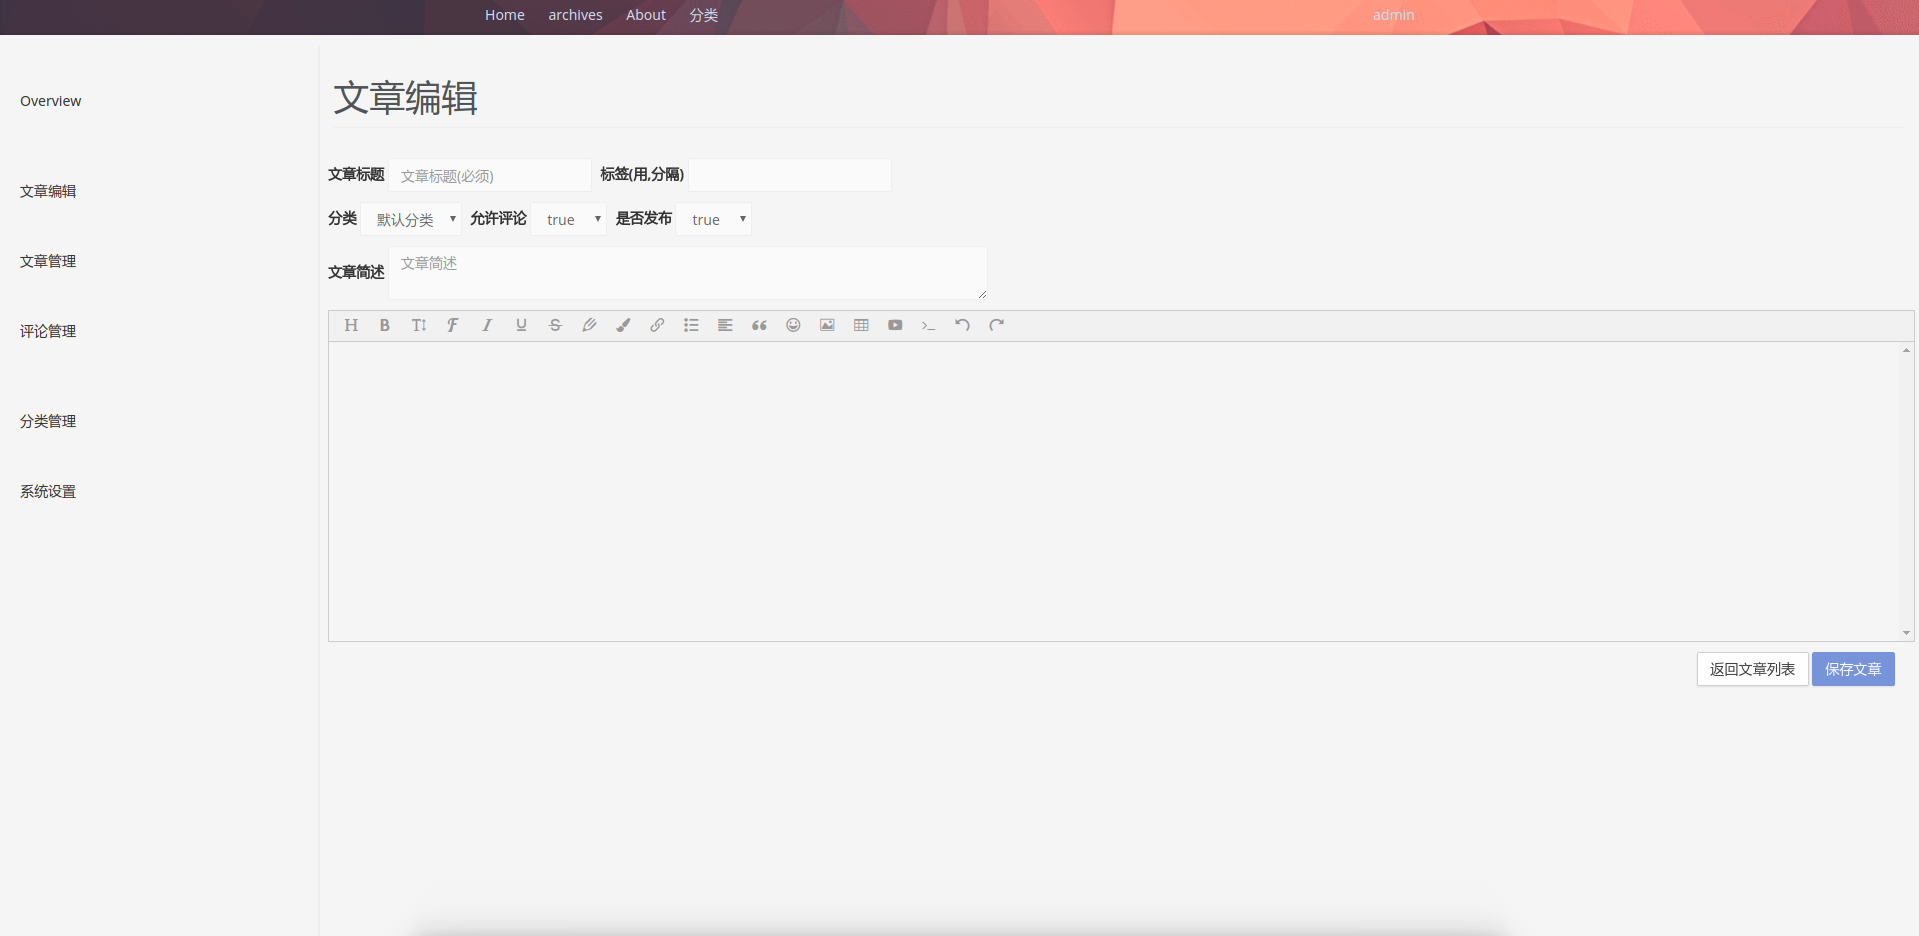 Home archives About 分类 admin
Overview
文章编辑
文章管理
评论管理
分类管理
系统设置
文章编辑
文章标题 文章标题(必须) 标签(用,分隔)
分类 默认分类 允许评论 true 是否发布 true
文章简述 文章简述
返回文章列表 保存文章